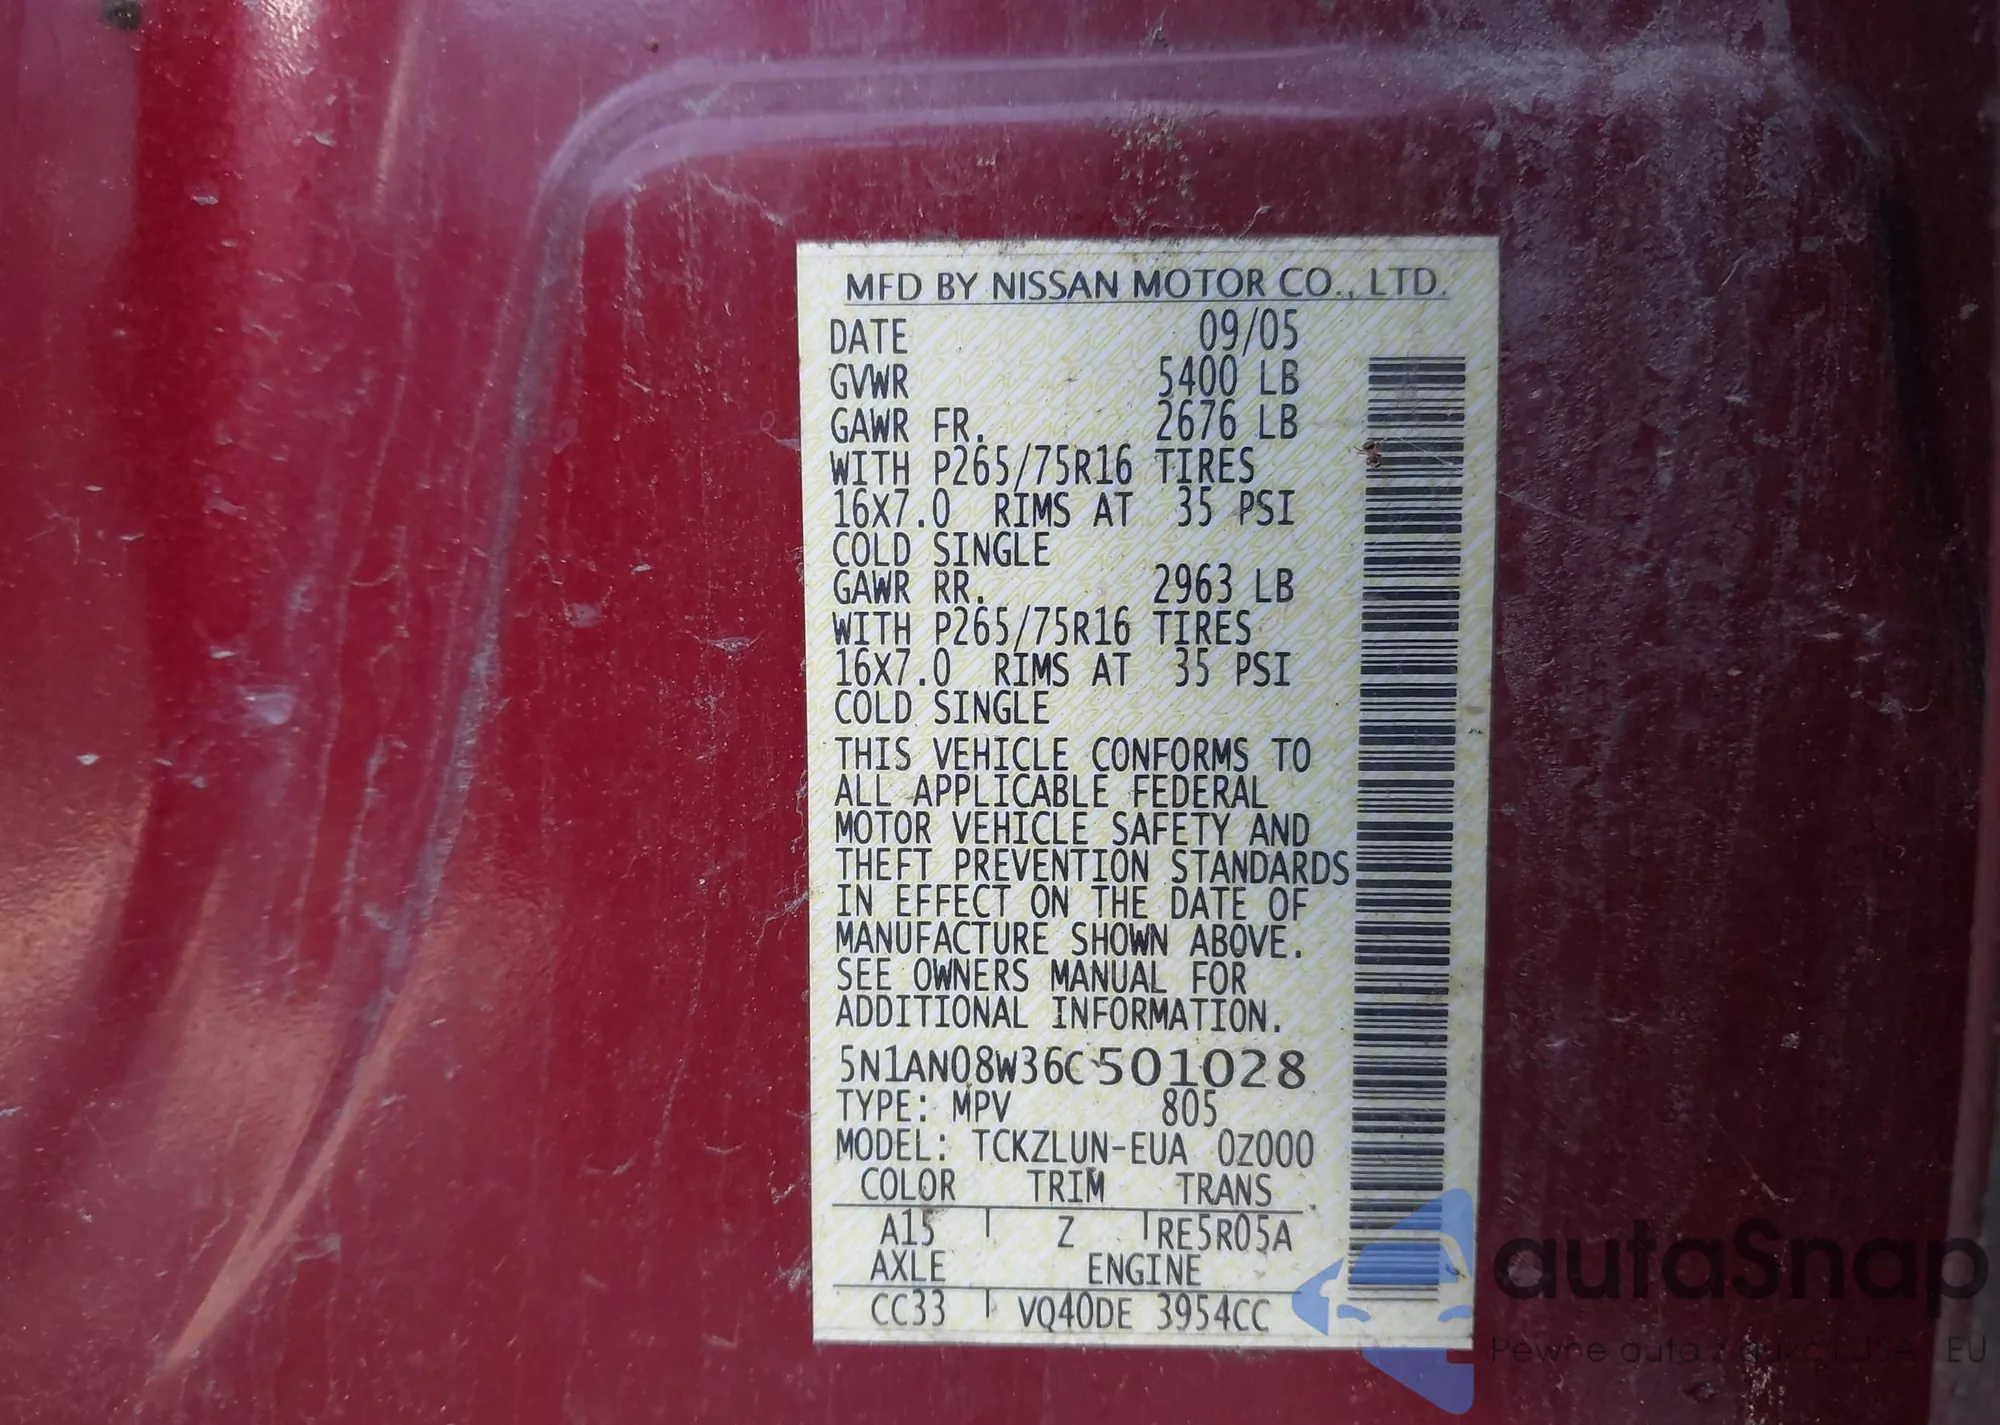 MFD BY NISSAN MOTOR CO., LTD.
DATE 09/05
GVWR 5400 LB
GAWR FR. 2676 LB
WITH P265/75R16 TIRES
16X7.0 RIMS AT 35 PSI
COLD SINGLE
GAWR RR. 2963 LB
WITH P265/75R16 TIRES
16X7.0 RIMS AT 35 PSI
COLD SINGLE
THIS VEHICLE CONFORMS TO
ALL APPLICABLE FEDERAL
MOTOR VEHICLE SAFETY AND
THEFT PREVENTION STANDARDS
IN EFFECT ON THE DATE OF
MANUFACTURE SHOWN ABOVE.
SEE OWNERS MANUAL FOR
ADDITIONAL INFORMATION.
5N1AN08W36C501028
TYPE: MPV 805
MODEL: TCKZLUN-EUA 0Z000
COLOR TRIM TRANS
A15 Z RE5R05A
AXLE ENGINE
CC33 VQ40DE 3954CC
autaSnap
Pewne auta z EU